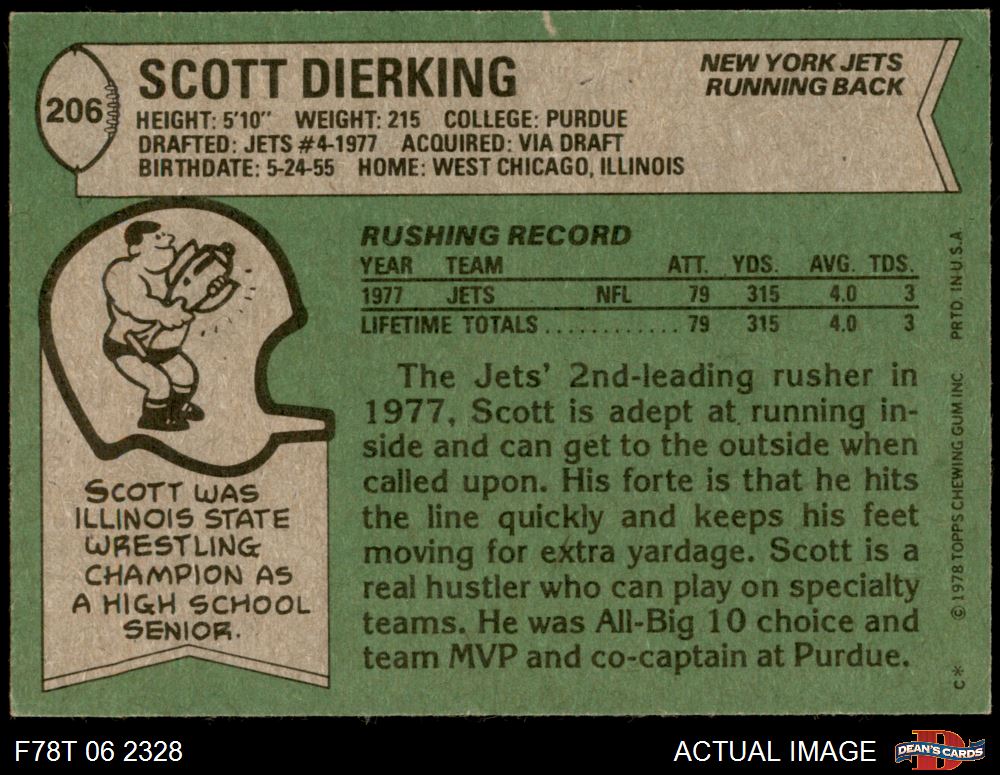 206
SCOTT DIERKING
NEW YORK JETS
RUNNING BACK
HEIGHT: 5'10" WEIGHT: 215 COLLEGE: PURDUE
DRAFTED: JETS #4-1977 ACQUIRED: VIA DRAFT
BIRTHDATE: 5-24-55 HOME: WEST CHICAGO, ILLINOIS
RUSHING RECORD
YEAR TEAM ATT. YDS. AVG. TDS.
1977 JETS NFL 79 315 4.0 3
LIFETIME TOTALS ............ 79 315 4.0 3
The Jets' 2nd-leading rusher in
1977, Scott is adept at running in-
side and can get to the outside when
called upon. His forte is that he hits
the line quickly and keeps his feet
moving for extra yardage. Scott is a
real hustler who can play on specialty
teams. He was All-Big 10 choice and
team MVP and co-captain at Purdue.
SCOTT WAS
ILLINOIS STATE
WRESTLING
CHAMPION AS
A HIGH SCHOOL
SENIOR.
C* © 1978 TOPPS CHEWING GUM INC PRTD. IN U.S.A
F78T 06 2328
ACTUAL IMAGE
D
DEAN'S CARDS